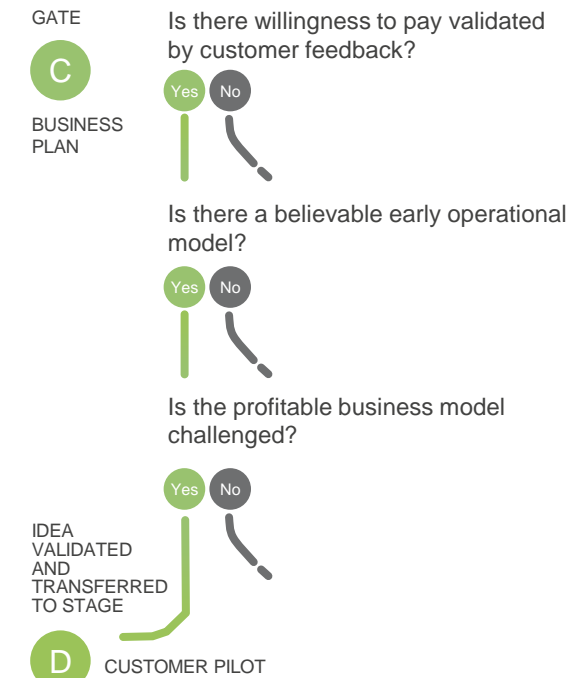 GATE
C
BUSINESS
PLAN
Is there willingness to pay validated
by customer feedback?
Yes No
Is there a believable early operational
model?
Yes No
Is the profitable business model
challenged?
Yes No
IDEA
VALIDATED
AND
TRANSFERRED
TO STAGE
D
CUSTOMER PILOT